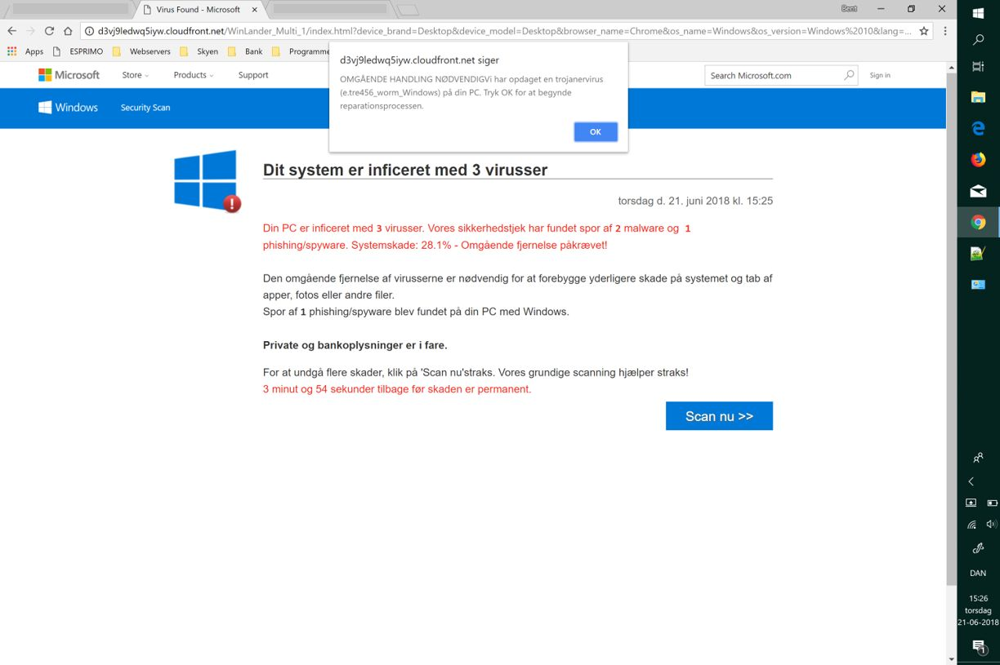 Virus Found - Microsoft
Bent
d3vj9ledwq5iyw.cloudfront.net/WinLander_Multi_1/index.html?device_brand=Desktop&device_model=Desktop&browser_name=Chrome&os_name=Windows&os_version=Windows%2010&lang=...
Apps
ESPRIMO
Webservers
Skyen
Bank
Programme
d3vj9ledwq5iyw.cloudfront.net siger
OMGÅENDE HANDLING NØDVENDIGVi har opdaget en trojanervirus
(e.tre456_worm_Windows) på din PC. Tryk OK for at begynde
reparationsprocessen.
OK
Microsoft
Store
Products
Support
Search Microsoft.com
Sign in
Windows
Security Scan
Dit system er inficeret med 3 virusser
torsdag d. 21. juni 2018 kl. 15:25
Din PC er inficeret med 3 virusser. Vores sikkerhedstjek har fundet spor af 2 malware og 1
phishing/spyware. Systemskade: 28.1% - Omgående fjernelse påkrævet!
Den omgående fjernelse af virusserne er nødvendig for at forebygge yderligere skade på systemet og tab af
apper, fotos eller andre filer.
Spor af 1 phishing/spyware blev fundet på din PC med Windows.
Private og bankoplysninger er i fare.
For at undgå flere skader, klik på 'Scan nu'straks. Vores grundige scanning hjælper straks!
3 minut og 54 sekunder tilbage før skaden er permanent.
Scan nu >>
DAN
15:26
torsdag
21-06-2018
1